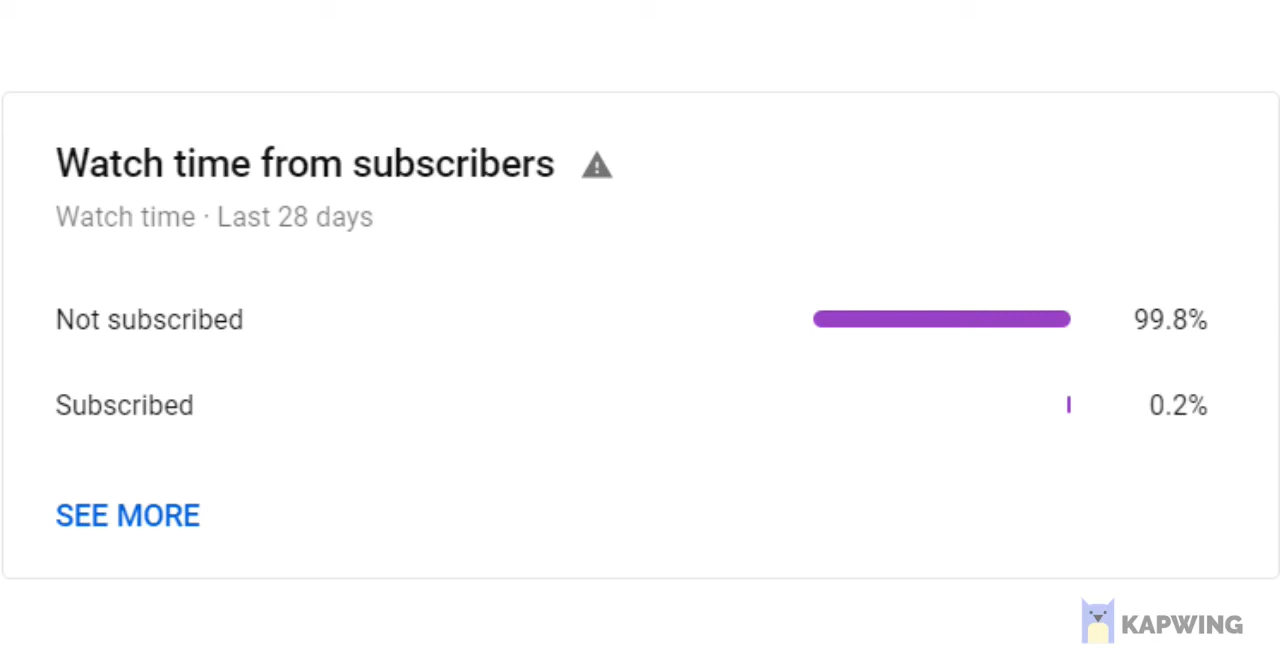 Watch time from subscribers
Watch time · Last 28 days
Not subscribed 99.8%
Subscribed 0.2%
SEE MORE
KAPWING